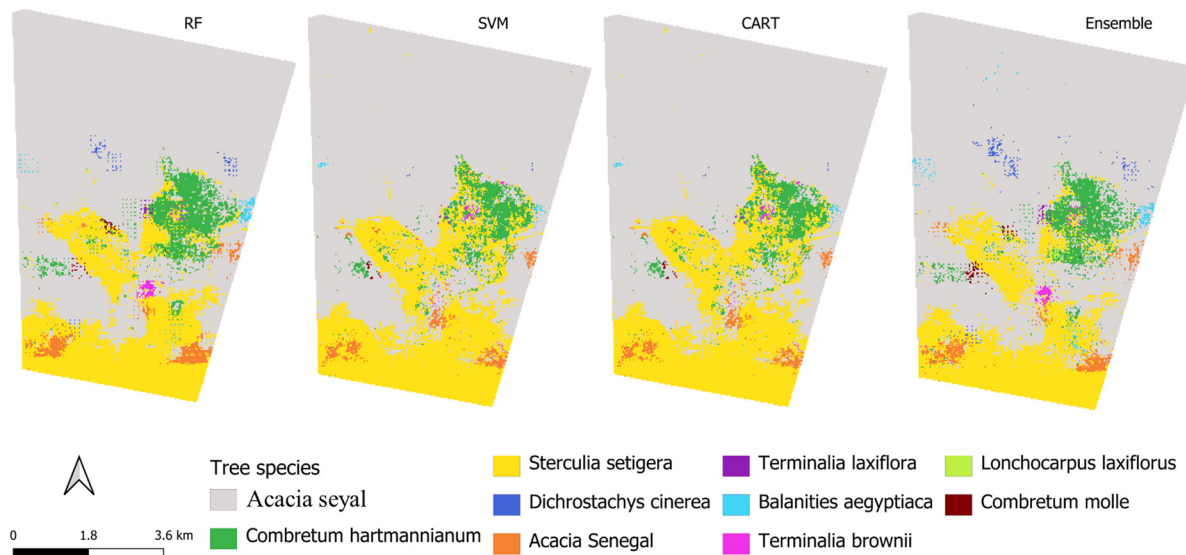 RF SVM CART Ensemble
Tree species
Acacia seyal
Combretum hartmannianum
Sterculia setigera
Dichrostachys cinerea
Acacia Senegal
Terminalia laxiflora
Balanities aegyptiaca
Terminalia brownii
Lonchocarpus laxiflorus
Combretum molle
0 1.8 3.6 km